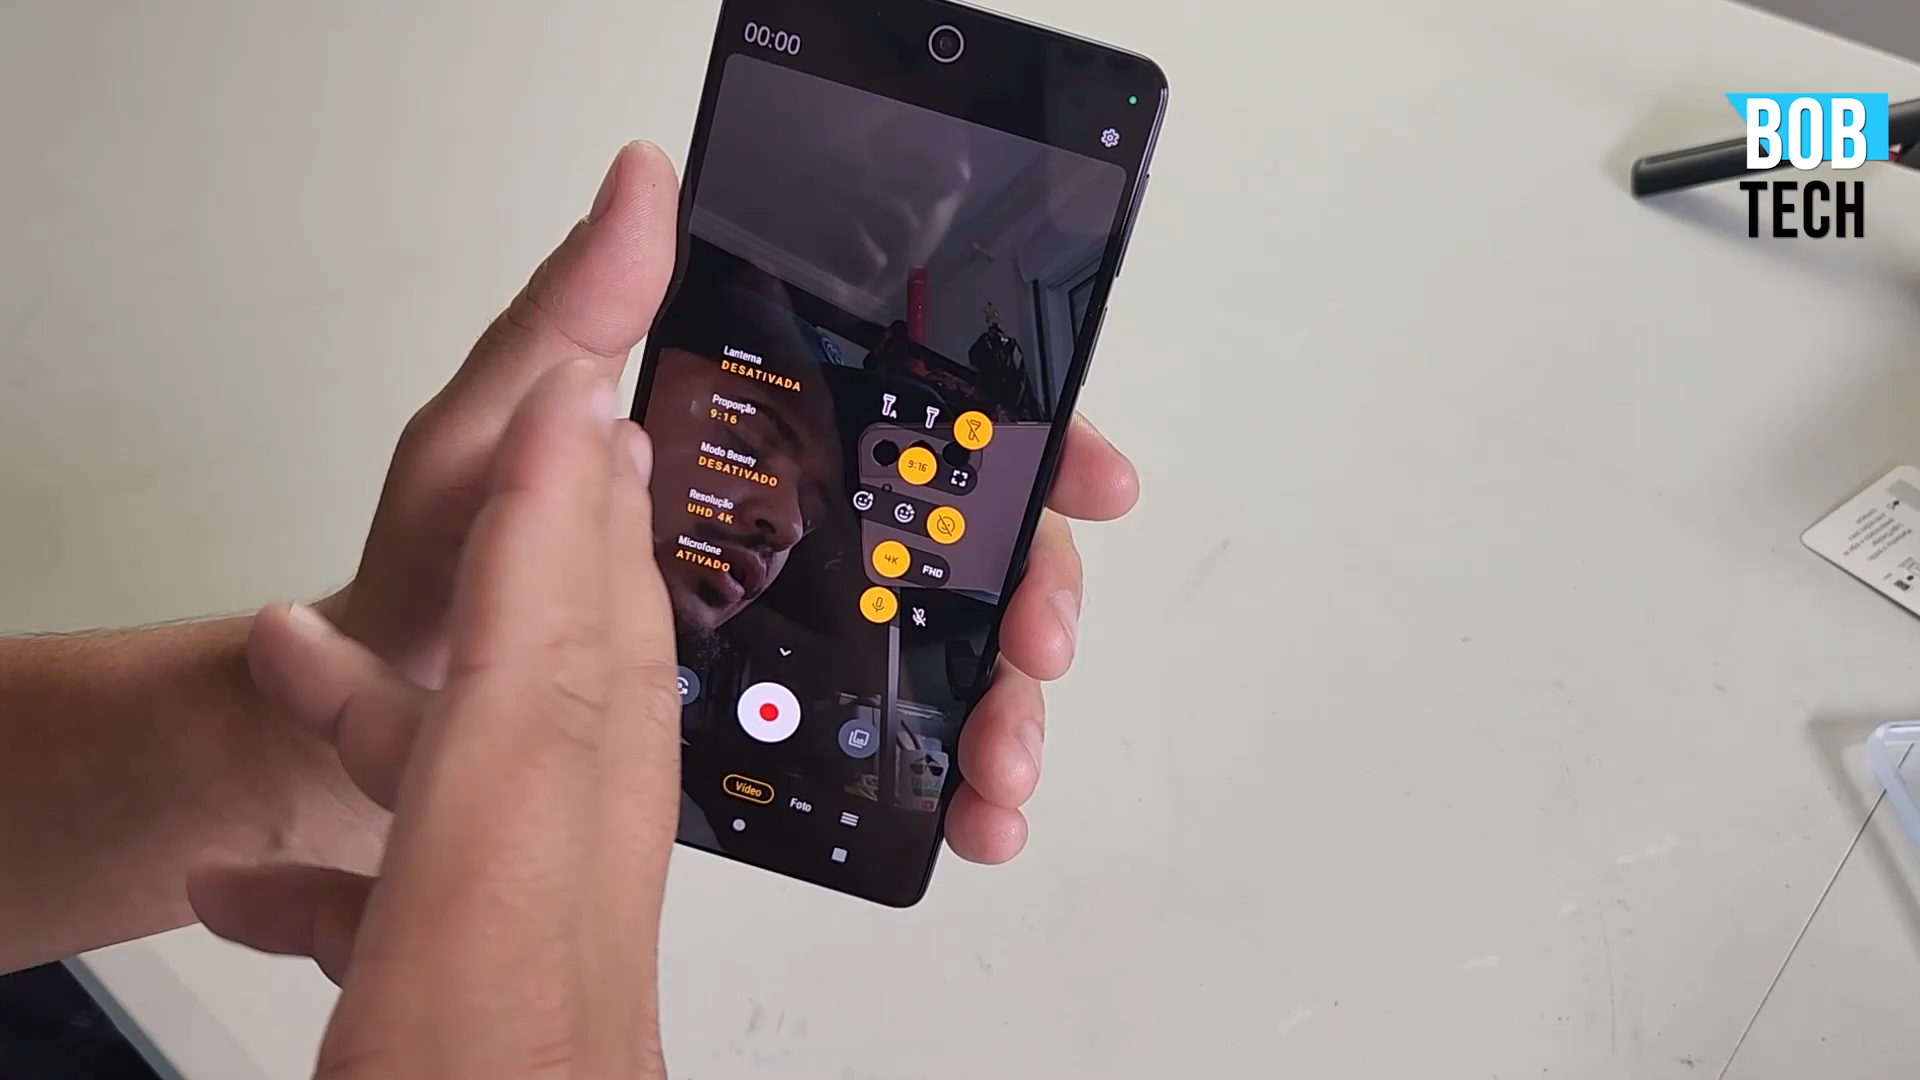 00:00
BOB
TECH
Lanterna
DESATIVADA
Proporção
9:16
9:16
Modo Beauty
DESATIVADO
Resolução
UHD 4K
4K
FHD
Microfone
ATIVADO
Vídeo
Foto